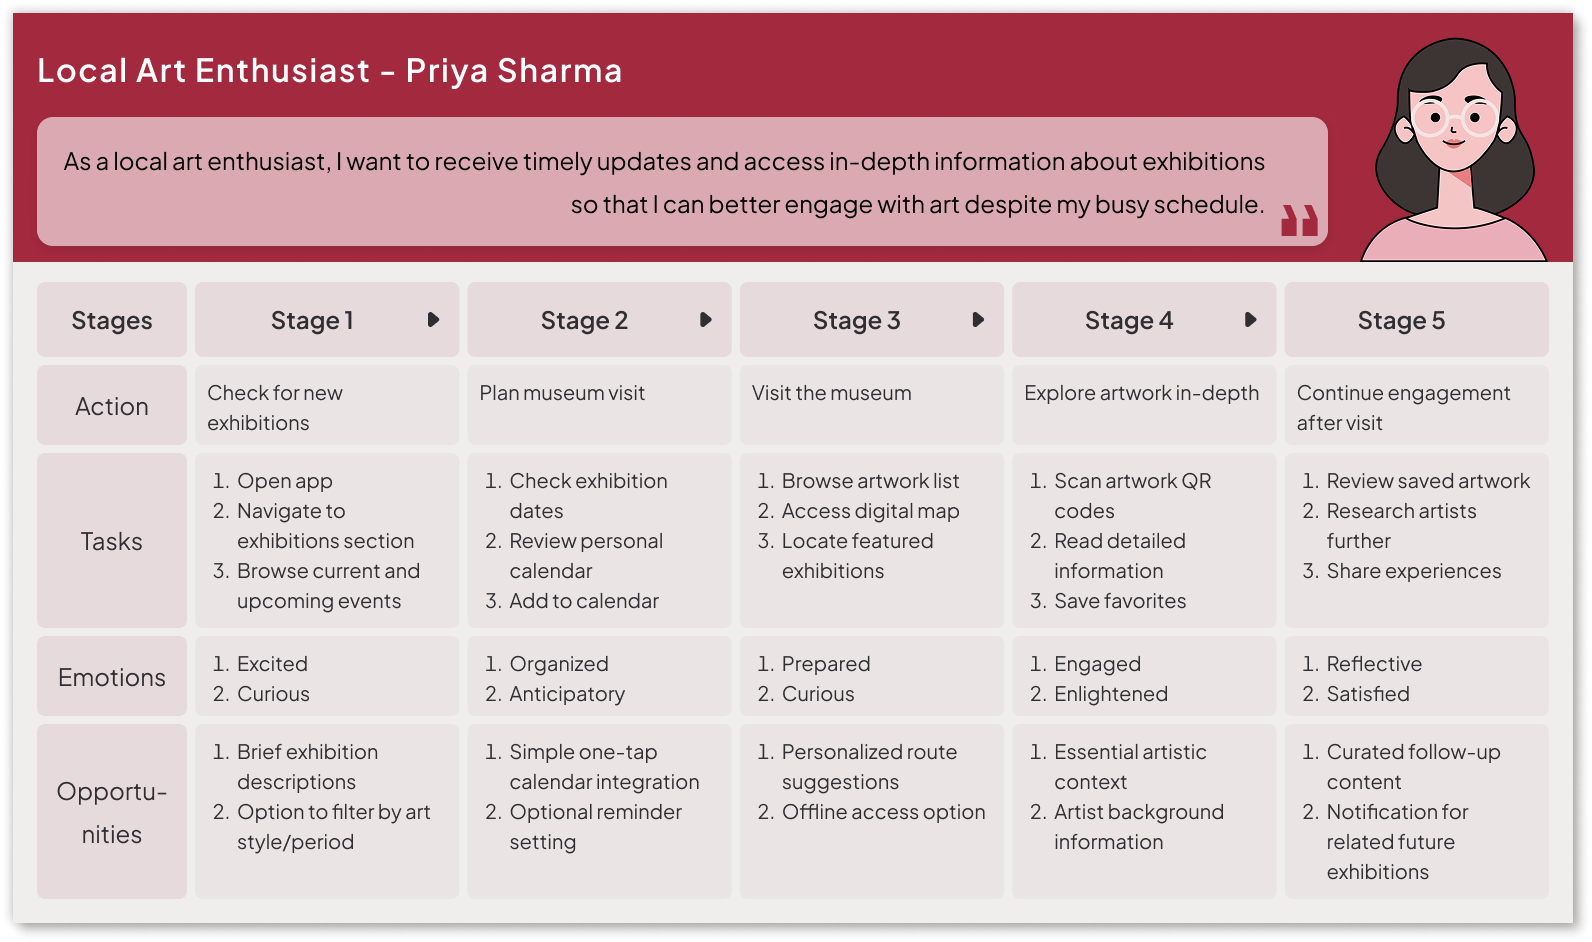 Local Art Enthusiast - Priya Sharma
As a local art enthusiast, I want to receive timely updates and access in-depth information about exhibitions
so that I can better engage with art despite my busy schedule.
"
Stages
Stage 1
Stage 2
Stage 3
Stage 4
Stage 5
Action
Check for new
exhibitions
Plan museum visit
Visit the museum
Explore artwork in-depth
Continue engagement
after visit
Tasks
1. Open app
2. Navigate to
exhibitions section
3. Browse current and
upcoming events
1. Check exhibition
dates
2. Review personal
calendar
3. Add to calendar
1. Browse artwork list
2. Access digital map
3. Locate featured
exhibitions
1. Scan artwork QR
codes
2. Read detailed
information
3. Save favorites
1. Review saved artwork
2. Research artists
further
3. Share experiences
Emotions
1. Excited
2. Curious
1. Organized
2. Anticipatory
1. Prepared
2. Curious
1. Engaged
2. Enlightened
1. Reflective
2. Satisfied
Opportu-
nities
1. Brief exhibition
descriptions
2. Option to filter by art
style/period
1. Simple one-tap
calendar integration
2. Optional reminder
setting
1. Personalized route
suggestions
2. Offline access option
1. Essential artistic
context
2. Artist background
information
1. Curated follow-up
content
2. Notification for
related future
exhibitions